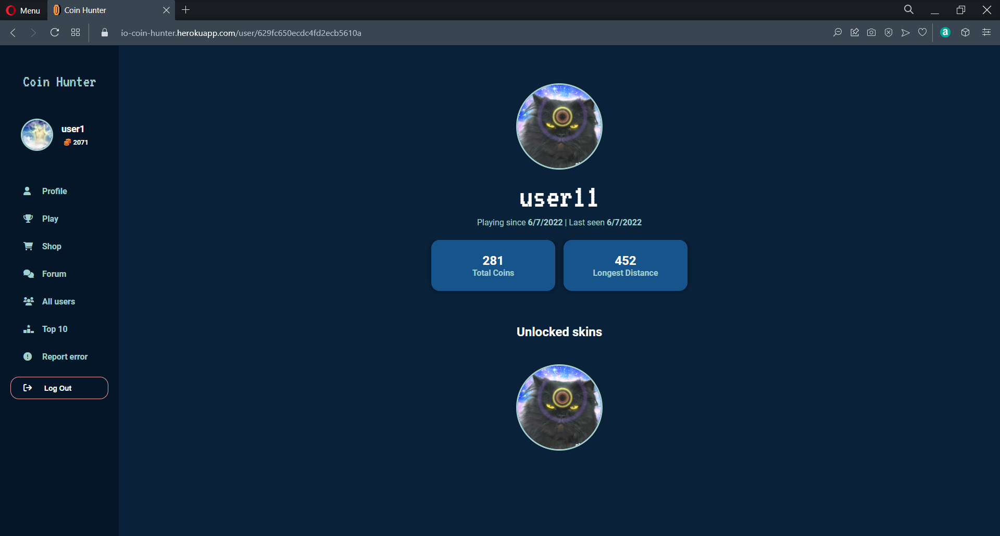 Menu
Coin Hunter
io-coin-hunter.herokuapp.com/user/629fc650ecdc4fd2ecb5610a
a
Coin Hunter
user1
2071
Profile
Play
Shop
Forum
All users
Top 10
Report error
Log Out
user11
Playing since 6/7/2022 | Last seen 6/7/2022
281
Total Coins
452
Longest Distance
Unlocked skins